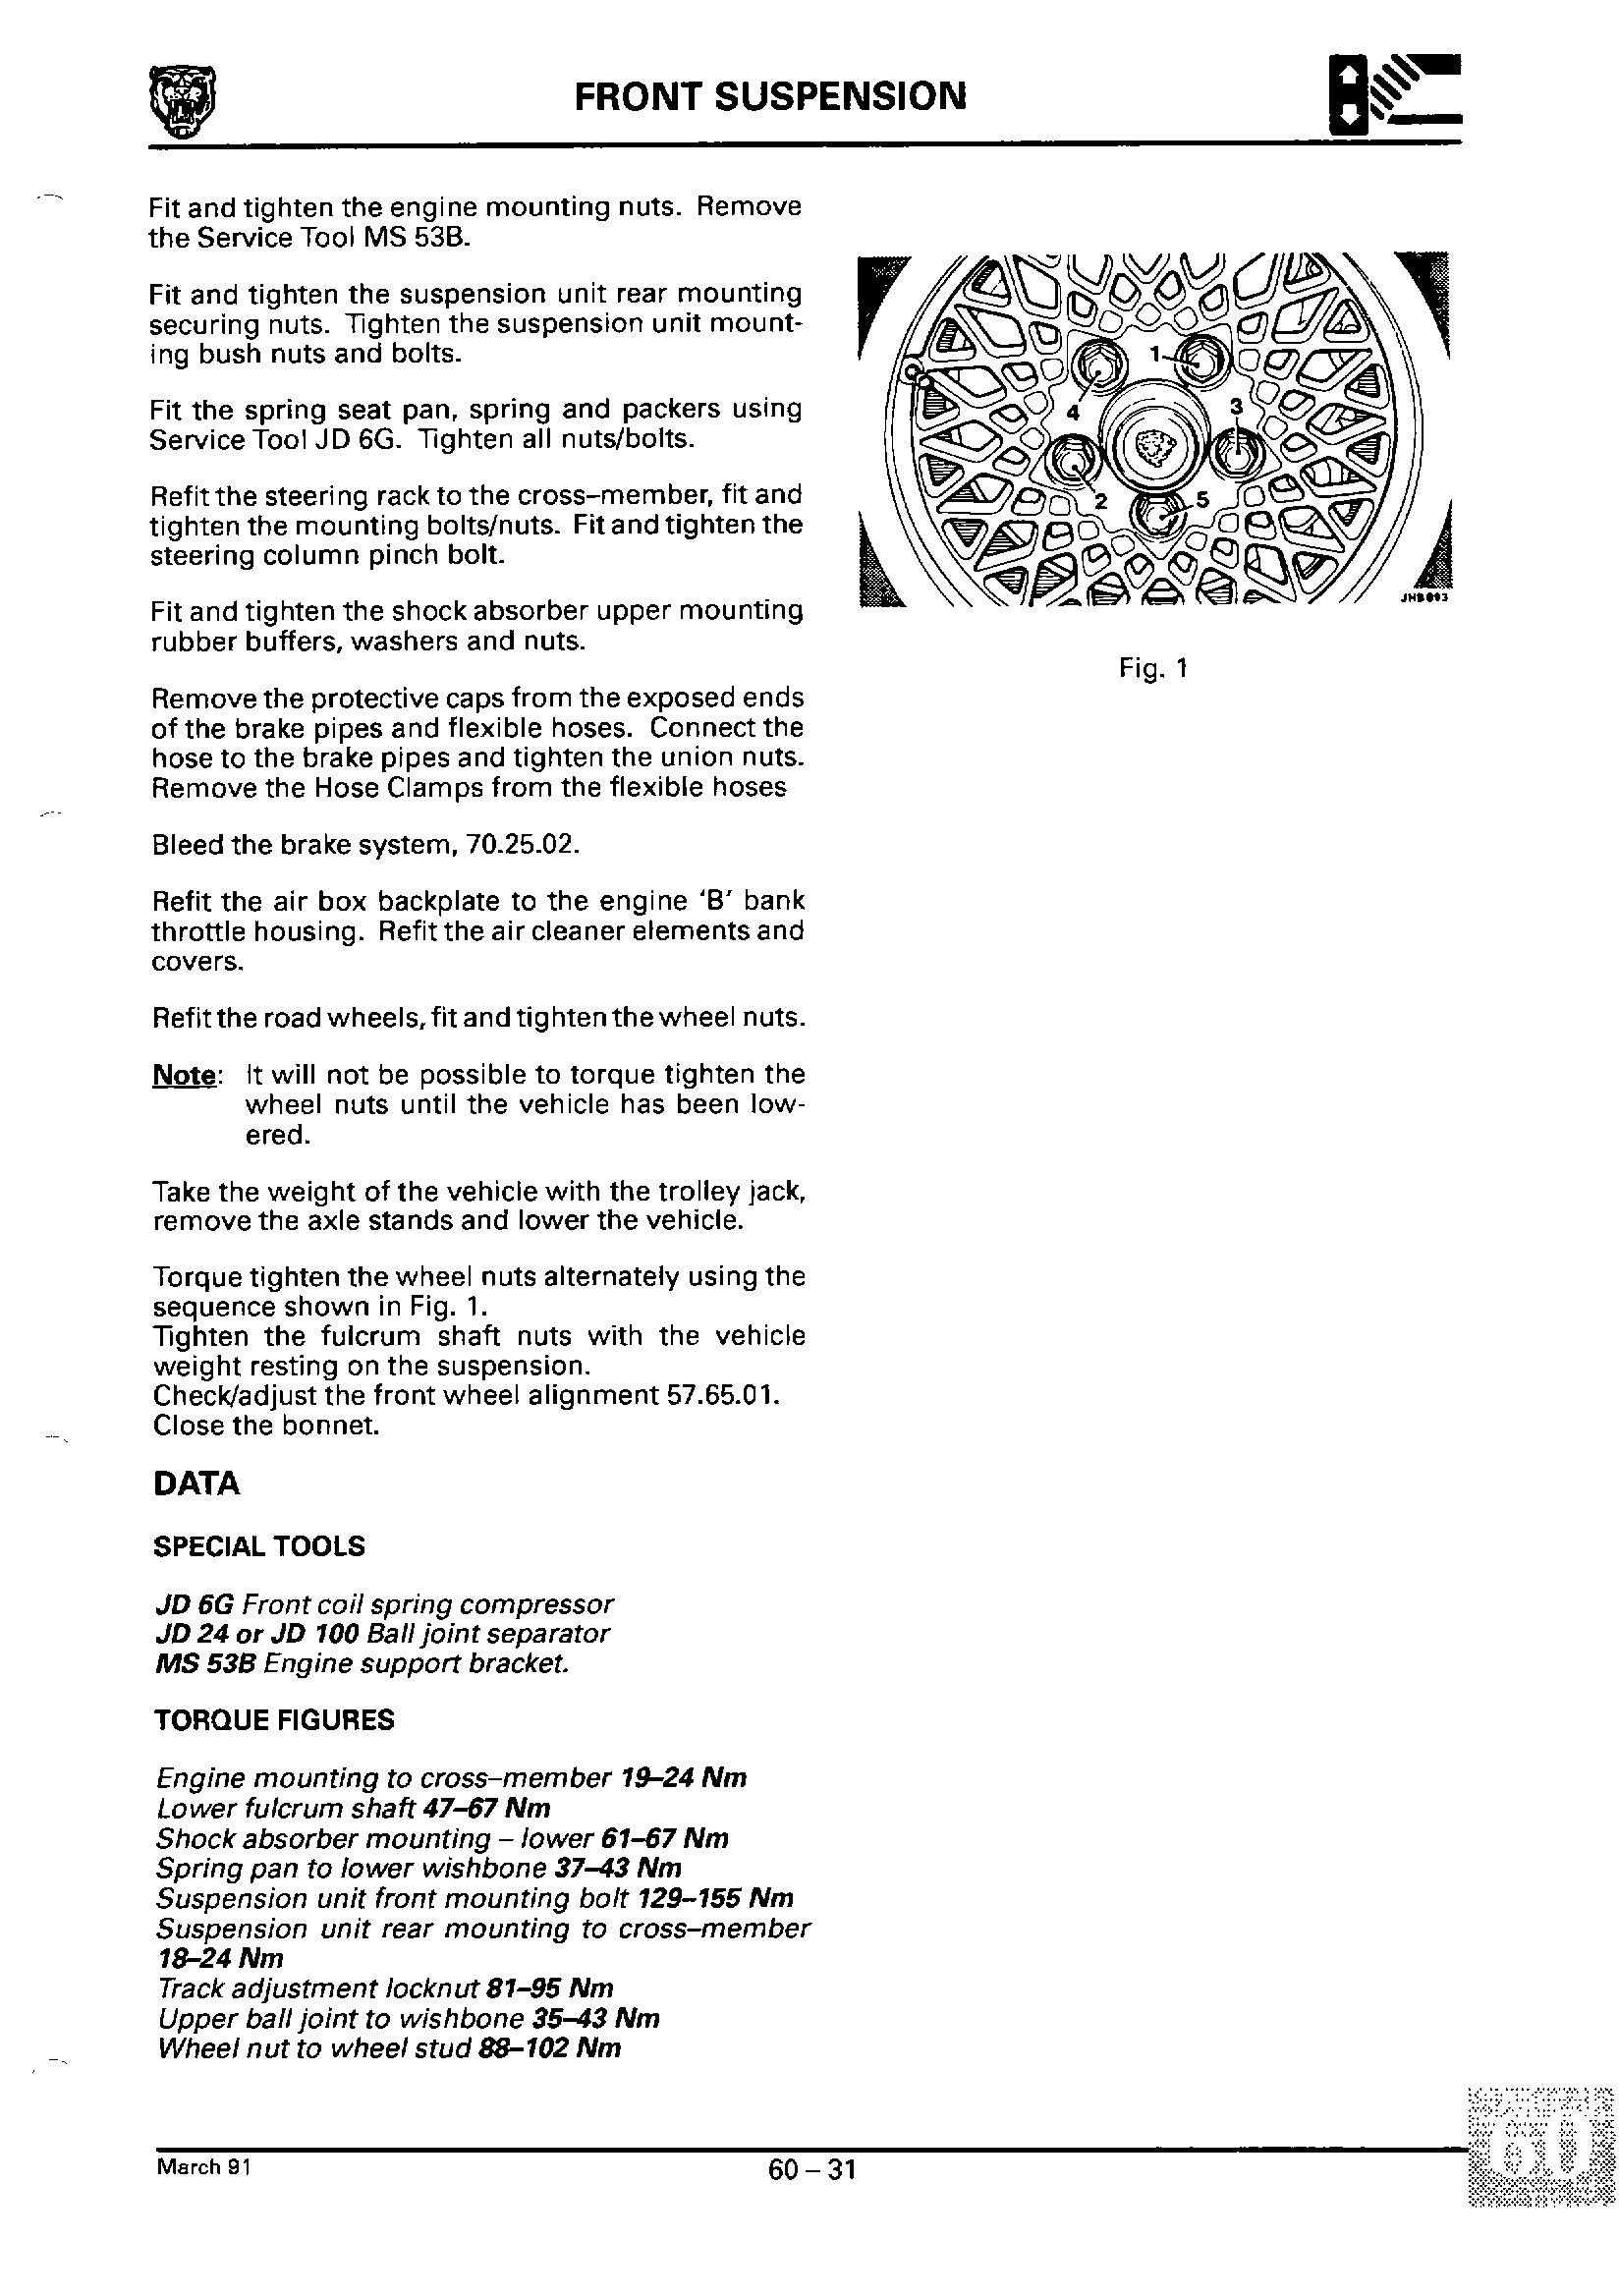 FRONT SUSPENSION
Fit and tighten the engine mounting nuts. Remove
the Service Tool MS 53B.
Fit and tighten the suspension unit rear mounting
securing nuts. Tighten the suspension unit mount-
ing bush nuts and bolts.
Fit the spring seat pan, spring and packers using
Service Tool JD 6G. Tighten all nuts/bolts.
Refit the steering rack to the cross–member, fit and
tighten the mounting bolts/nuts. Fit and tighten the
steering column pinch bolt.
Fit and tighten the shock absorber upper mounting
rubber buffers, washers and nuts.
Remove the protective caps from the exposed ends
of the brake pipes and flexible hoses. Connect the
hose to the brake pipes and tighten the union nuts.
Remove the Hose Clamps from the flexible hoses
Bleed the brake system, 70.25.02.
Refit the air box backplate to the engine ‘B’ bank
throttle housing. Refit the air cleaner elements and
covers.
Refit the road wheels, fit and tighten the wheel nuts.
Note: It will not be possible to torque tighten the
wheel nuts until the vehicle has been low-
ered.
Take the weight of the vehicle with the trolley jack,
remove the axle stands and lower the vehicle.
Torque tighten the wheel nuts alternately using the
sequence shown in Fig. 1.
Tighten the fulcrum shaft nuts with the vehicle
weight resting on the suspension.
Check/adjust the front wheel alignment 57.65.01.
Close the bonnet.
DATA
SPECIAL TOOLS
JD 6G Front coil spring compressor
JD 24 or JD 100 Ball joint separator
MS 53B Engine support bracket.
TORQUE FIGURES
Engine mounting to cross–member 19–24 Nm
Lower fulcrum shaft 47–67 Nm
Shock absorber mounting – lower 61–67 Nm
Spring pan to lower wishbone 37–43 Nm
Suspension unit front mounting bolt 129–155 Nm
Suspension unit rear mounting to cross–member
18–24 Nm
Track adjustment locknut 81–95 Nm
Upper ball joint to wishbone 35–43 Nm
Wheel nut to wheel stud 88–102 Nm
1
4
3
2
5
Fig. 1
March 91
60 – 31
60